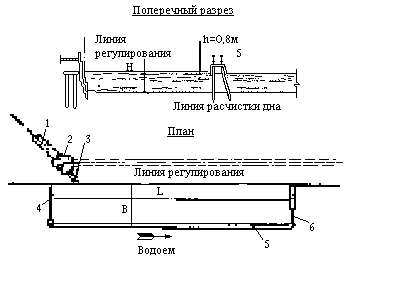 Поперечный разрез
Линия
регулирования
h=0,8м
5
Н
Линия расчистки дна
План
1
2
3
Линия регулирования
L
4
В
6
5
Водоем